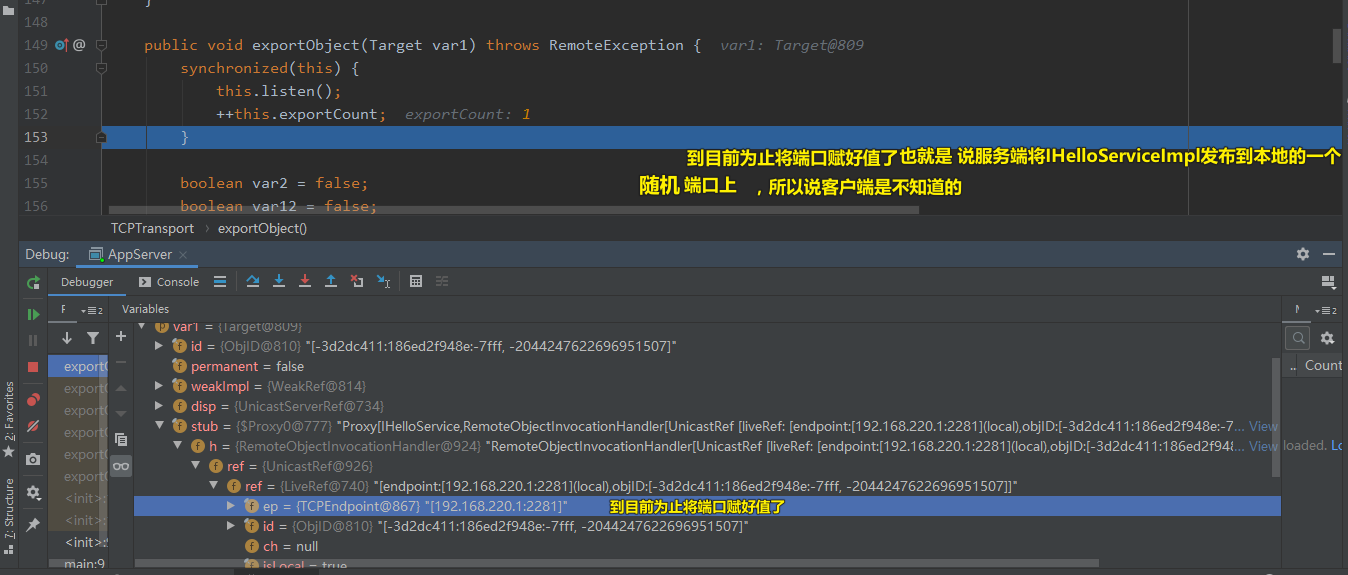 147 }
148
149 @ public void exportObject(Target var1) throws RemoteException { var1: Target@809
150 synchronized(this) {
151 this.listen();
152 ++this.exportCount; exportCount: 1
153 }
到目前为止将端口赋好值了也就是 说服务端将IHelloServiceImpl发布到本地的一个
154
155 boolean var2 = false;
随机 端口上 ，所以说客户端是不知道的
156 boolean var12 = false;
TCPTransport › exportObject()
Debug: AppServer ×
Debugger Console
F 2 Variables
var1 = {Target@809}
id = {ObjID@810} "[-3d2dc411:186ed2f948e:-7fff, -2044247622696951507]"
permanent = false
exportO Count
weakImpl = {WeakRef@814}
exportO
disp = {UnicastServerRef@734}
exportO
stub = {$Proxy0@777} "Proxy[IHelloService,RemoteObjectInvocationHandler[UnicastRef [liveRef: [endpoint:[192.168.220.1:2281](local),objID:[-3d2dc411:186ed2f948e:-7... View
exportO
h = {RemoteObjectInvocationHandler@924} "RemoteObjectInvocationHandler[UnicastRef [liveRef: [endpoint:[192.168.220.1:2281](local),objID:[-3d2dc411:186ed2f948e:-7ff... View loaded. Lo
exportO
ref = {UnicastRef@926}
exportO
ref = {LiveRef@740} "[endpoint:[192.168.220.1:2281](local),objID:[-3d2dc411:186ed2f948e:-7fff, -2044247622696951507]]"
<init>:
ep = {TCPEndpoint@867} "[192.168.220.1:2281]" 到目前为止将端口赋好值了
<init>:
id = {ObjID@810} "[-3d2dc411:186ed2f948e:-7fff, -2044247622696951507]"
<init>:
ch = null
main:9
isLocal = true
2: Favorites
7: Structure